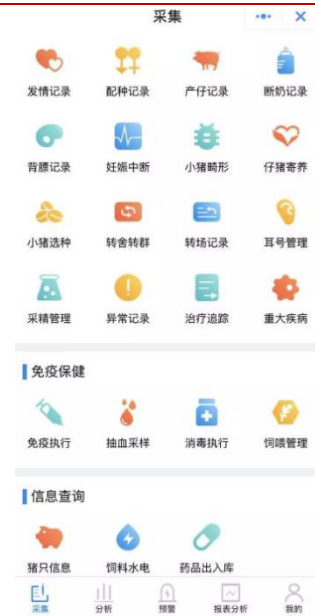 采集
发情记录 配种记录 产仔记录 断奶记录
背膘记录 妊娠中断 小猪畸形 仔猪寄养
小猪选种 转舍转群 转场记录 耳号管理
采精管理 异常记录 治疗追踪 重大疾病
免疫保健
免疫执行 抽血采样 消毒执行 饲喂管理
信息查询
猪只信息 饲料水电 药品出入库
采集 分析 预警 报表分析 我的